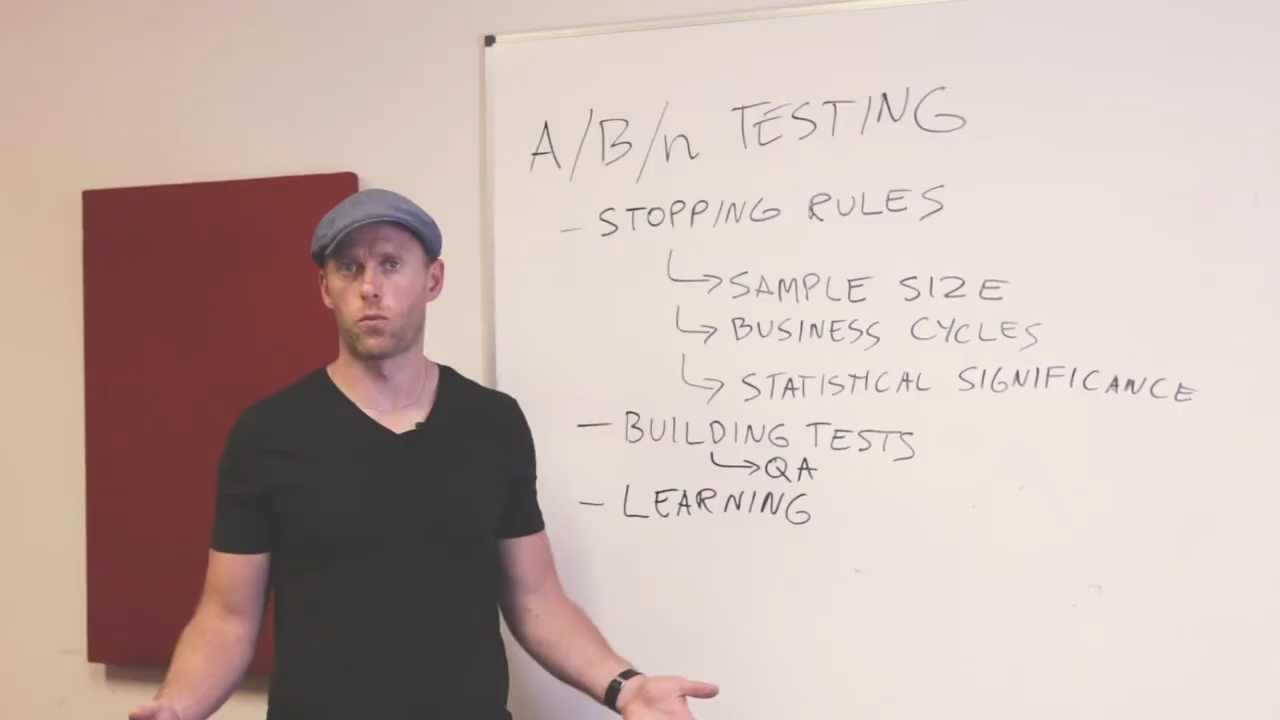 A/B/n TESTING
- STOPPING RULES
↳ SAMPLE SIZE
↳ BUSINESS CYCLES
↳ STATISTICAL SIGNIFICANCE
- BUILDING TESTS
↳ QA
- LEARNING